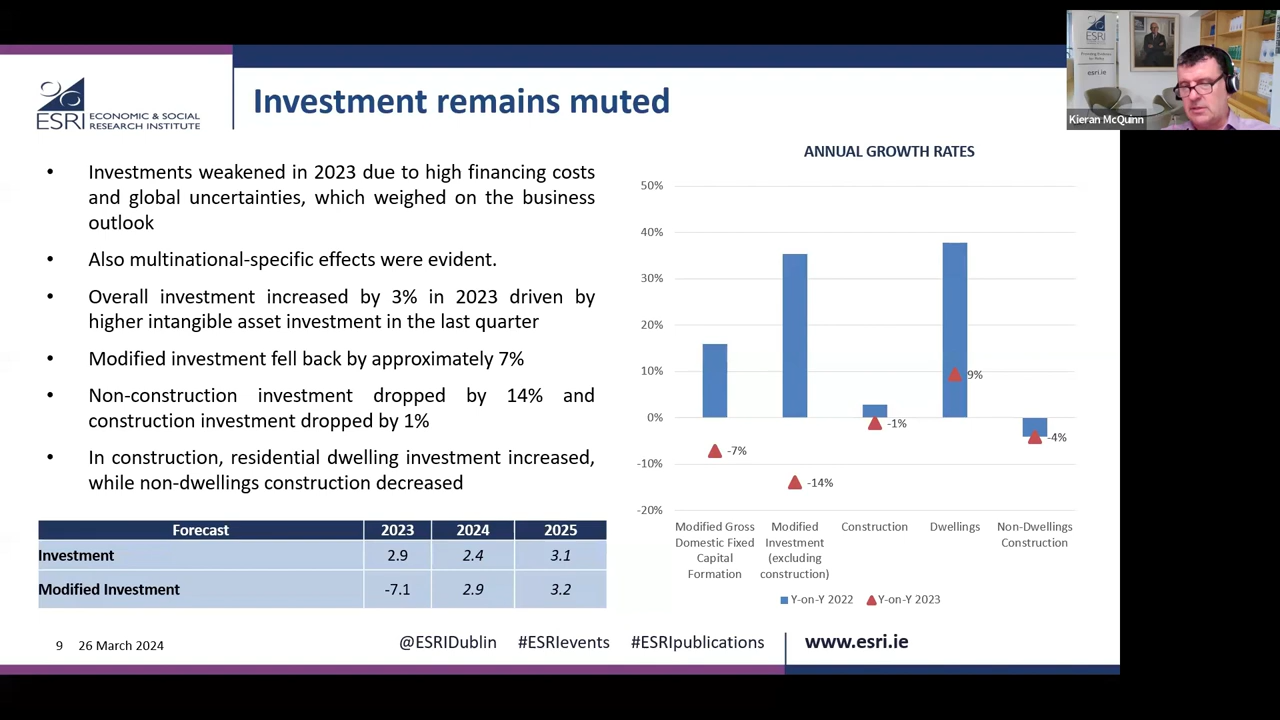 ESRI ECONOMIC & SOCIAL
RESEARCH INSTITUTE
Investment remains muted
• Investments weakened in 2023 due to high financing costs
and global uncertainties, which weighed on the business
outlook
• Also multinational-specific effects were evident.
• Overall investment increased by 3% in 2023 driven by
higher intangible asset investment in the last quarter
• Modified investment fell back by approximately 7%
• Non-construction investment dropped by 14% and
construction investment dropped by 1%
• In construction, residential dwelling investment increased,
while non-dwellings construction decreased
Forecast 2023 2024 2025
Investment 2.9 2.4 3.1
Modified Investment -7.1 2.9 3.2
ANNUAL GROWTH RATES
50%
40%
30%
20%
10%
0%
-10%
-20%
-7%
-14%
-1%
9%
-4%
Modified Gross
Domestic Fixed
Capital
Formation
Modified
Investment
(excluding
construction)
Construction
Dwellings
Non-Dwellings
Construction
Y-on-Y 2022 Y-on-Y 2023
9 26 March 2024
@ESRIDublin #ESRIevents #ESRIpublications www.esri.ie
ESRI
esri.ie
Kieran McQuinn